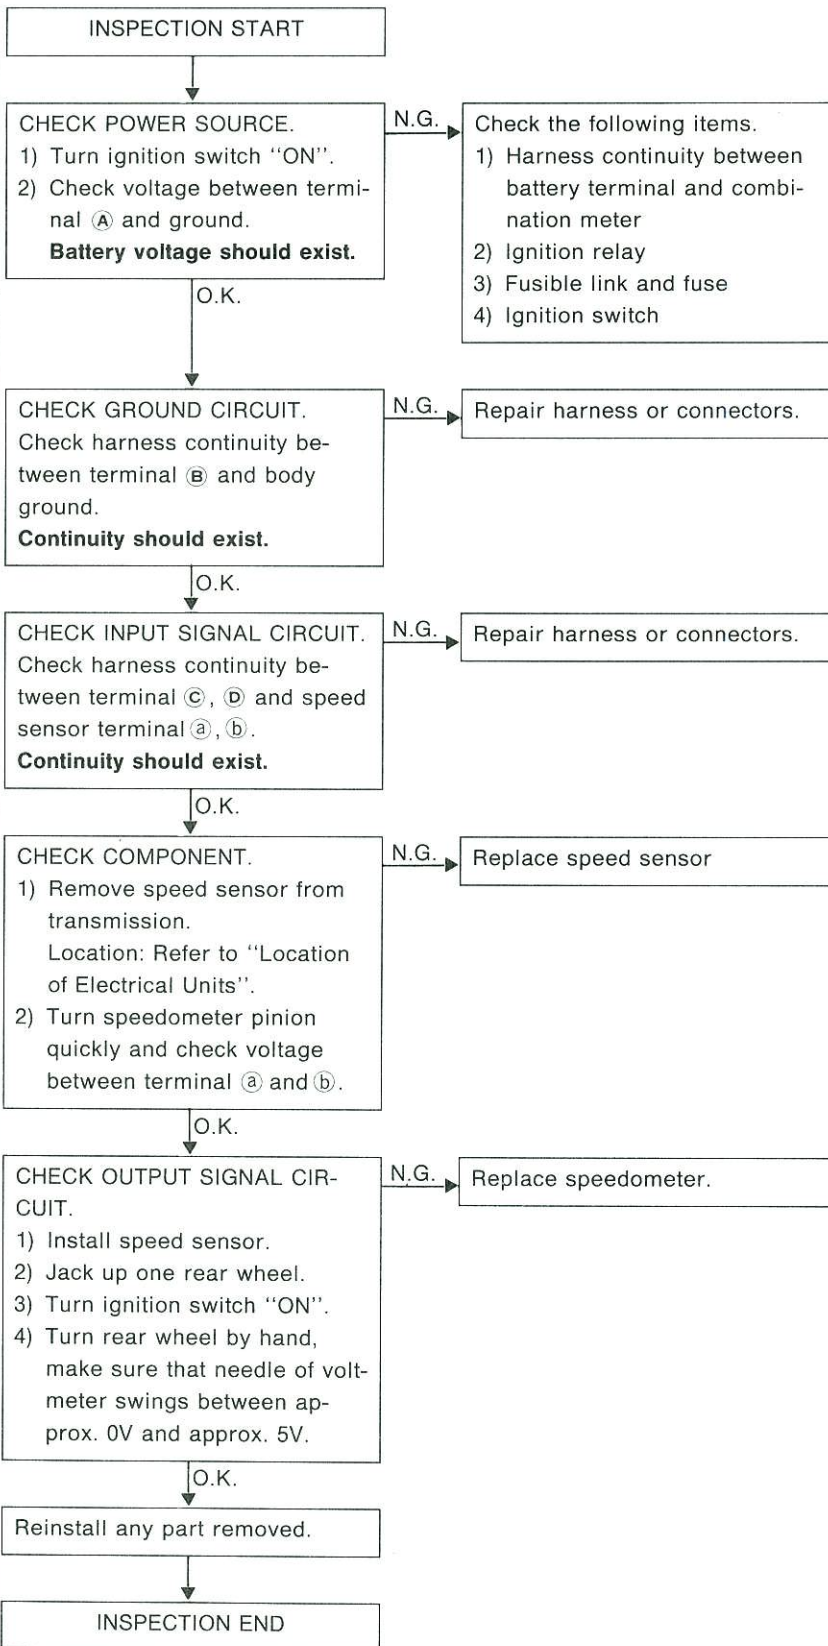 INSPECTION START
CHECK POWER SOURCE.
1) Turn ignition switch "ON".
2) Check voltage between termi-
nal Ⓐ and ground.
Battery voltage should exist.
N.G.
Check the following items.
1) Harness continuity between
battery terminal and combi-
nation meter
2) Ignition relay
3) Fusible link and fuse
4) Ignition switch
O.K.
CHECK GROUND CIRCUIT.
Check harness continuity be-
tween terminal Ⓑ and body
ground.
Continuity should exist.
N.G.
Repair harness or connectors.
O.K.
CHECK INPUT SIGNAL CIRCUIT.
Check harness continuity be-
tween terminal Ⓒ, Ⓓ and speed
sensor terminal ⓐ, ⓑ.
Continuity should exist.
N.G.
Repair harness or connectors.
O.K.
CHECK COMPONENT.
1) Remove speed sensor from
transmission.
Location: Refer to "Location
of Electrical Units".
2) Turn speedometer pinion
quickly and check voltage
between terminal ⓐ and ⓑ.
N.G.
Replace speed sensor
O.K.
CHECK OUTPUT SIGNAL CIR-
CUIT.
1) Install speed sensor.
2) Jack up one rear wheel.
3) Turn ignition switch "ON".
4) Turn rear wheel by hand,
make sure that needle of volt-
meter swings between ap-
prox. 0V and approx. 5V.
N.G.
Replace speedometer.
O.K.
Reinstall any part removed.
INSPECTION END